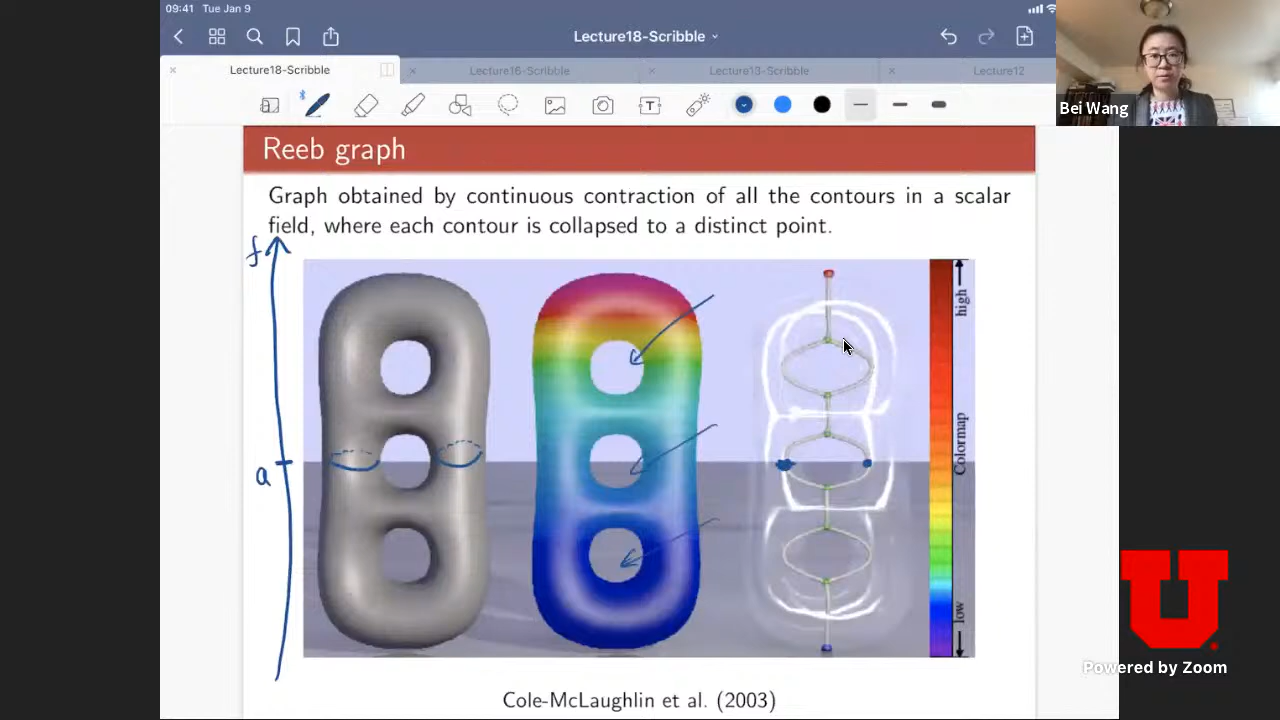 09:41 Tue Jan 9
Lecture18-Scribble
Lecture18-Scribble
Lecture16-Scribble
Lecture13-Scribble
Lecture12
T
Bei Wang
Reeb graph
Graph obtained by continuous contraction of all the contours in a scalar
field, where each contour is collapsed to a distinct point.
f
a
high
Colormap
low
U
Powered by Zoom
Cole-McLaughlin et al. (2003)